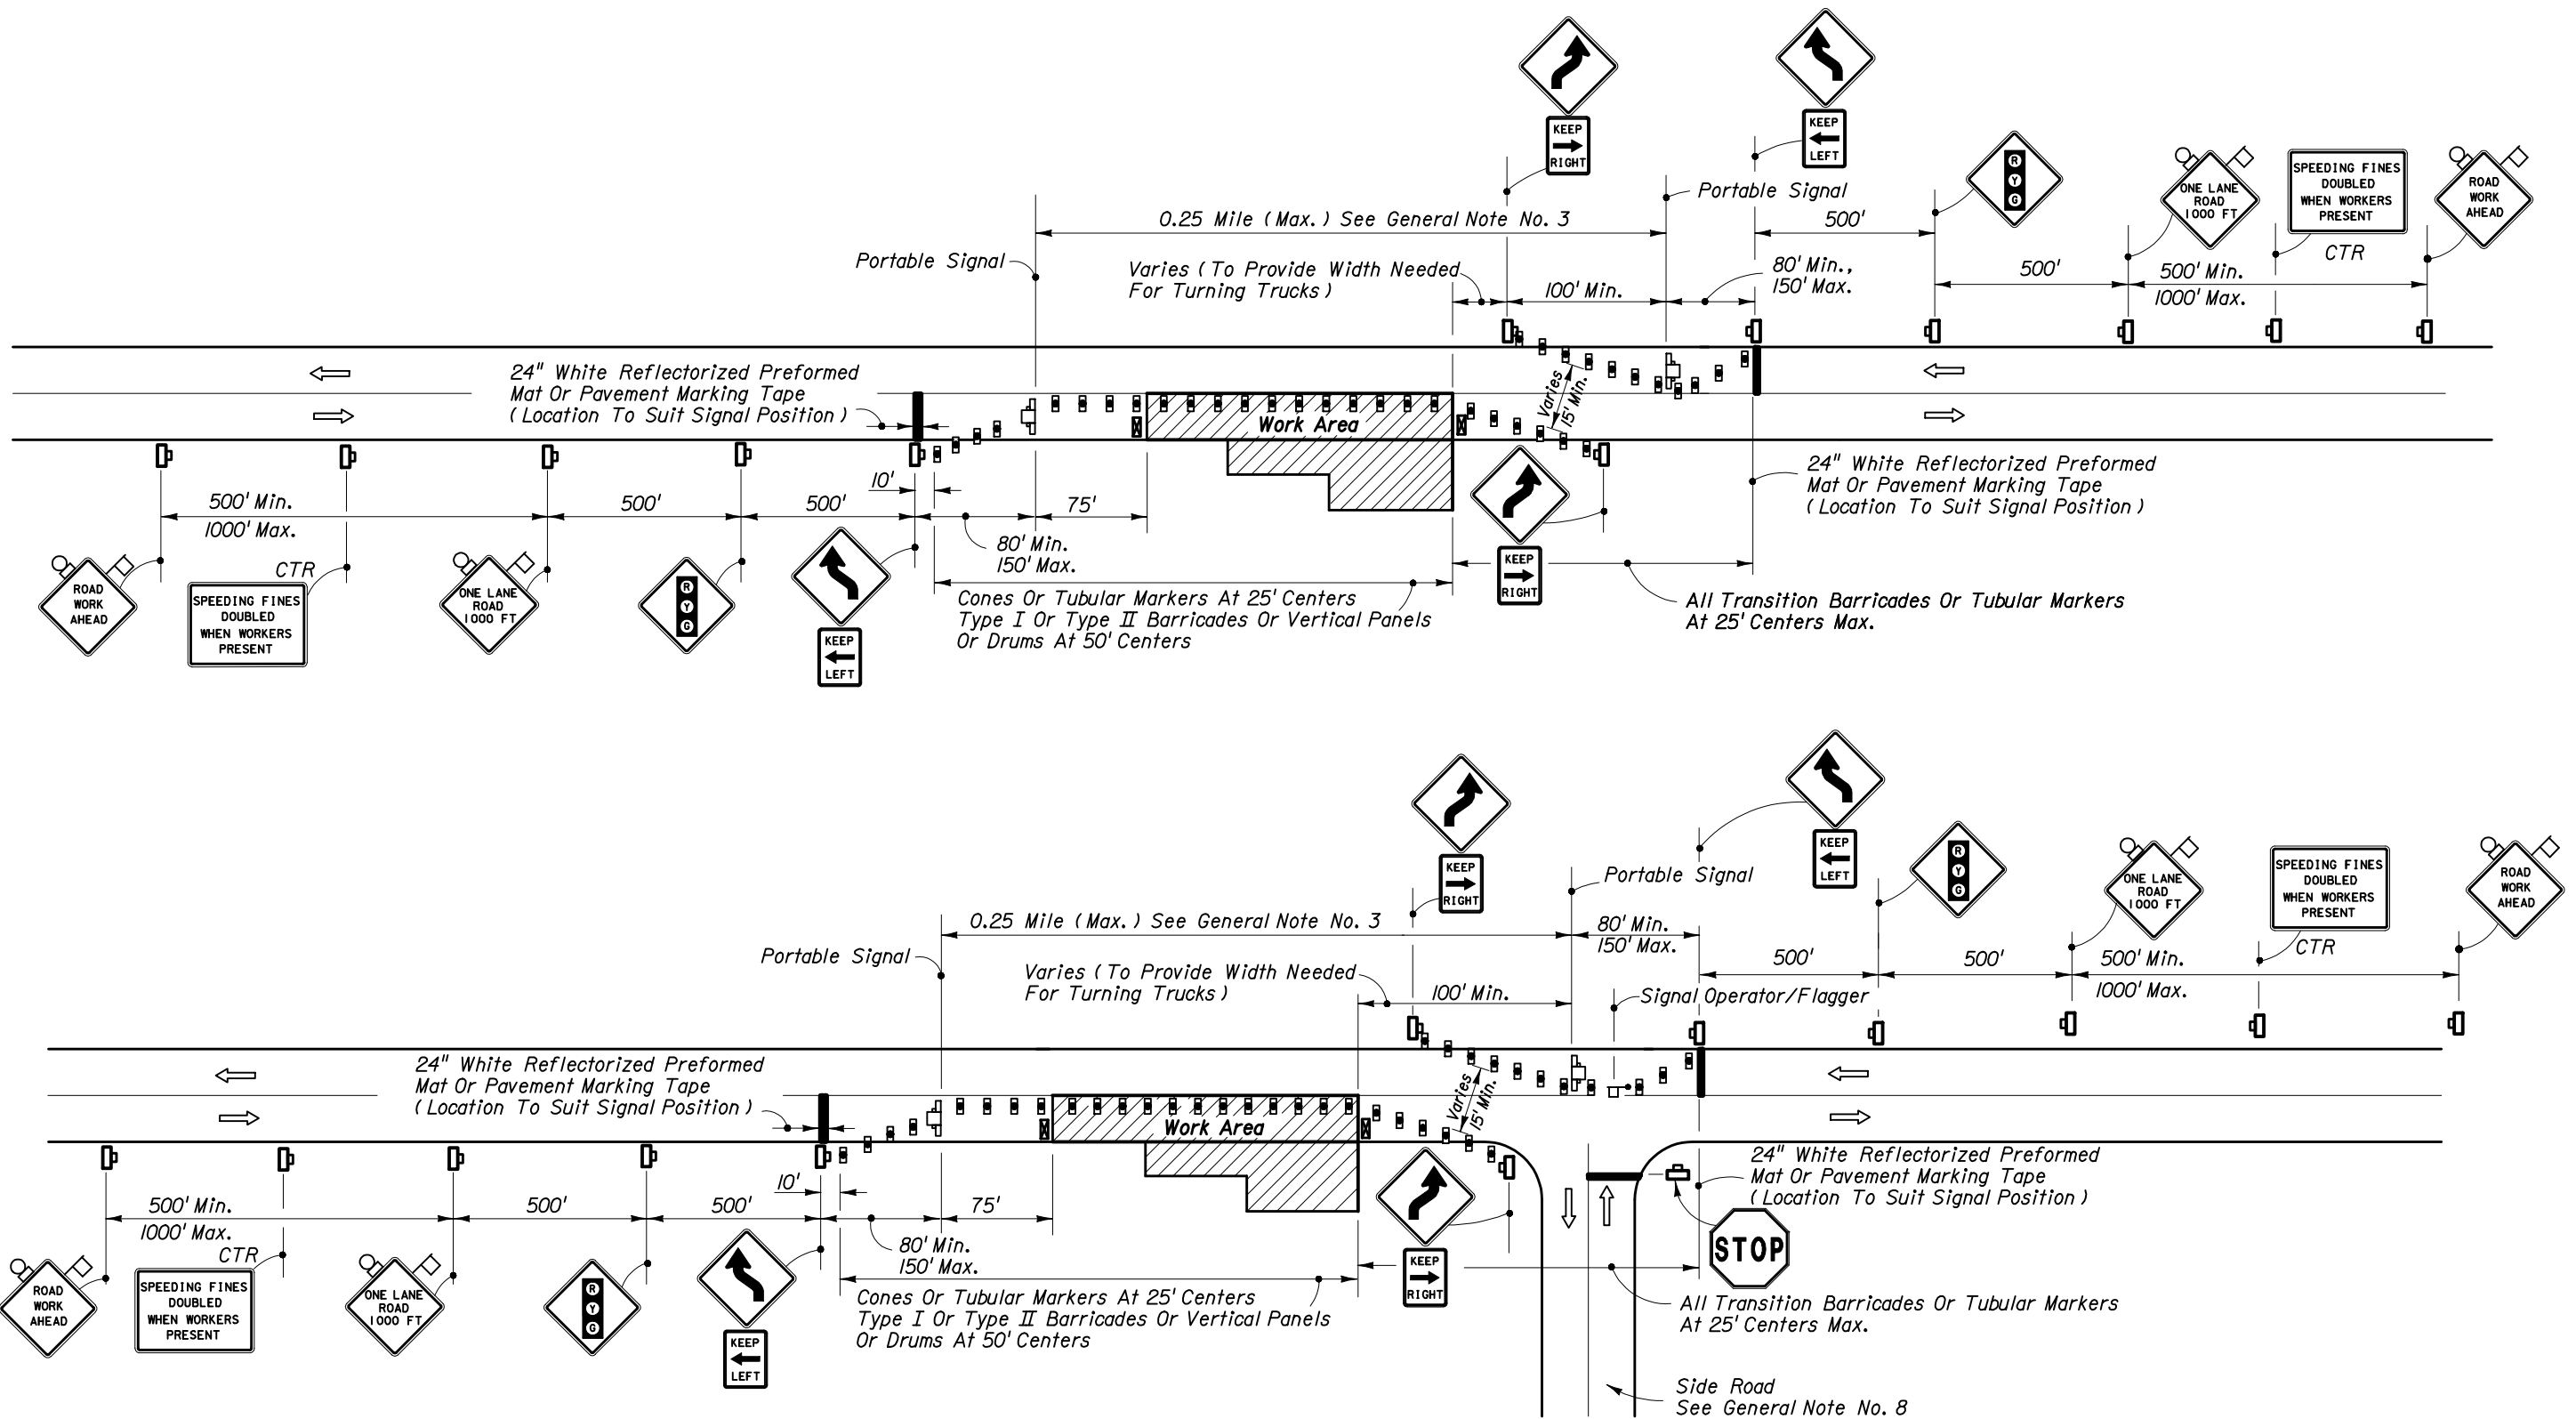 KEEP
RIGHT
KEEP
LEFT
R
Y
G
ONE LANE
ROAD
1000 FT
SPEEDING FINES
DOUBLED
WHEN WORKERS
PRESENT
ROAD
WORK
AHEAD
Portable Signal
0.25 Mile (Max.) See General Note No. 3
500'
CTR
Portable Signal
Varies (To Provide Width Needed
For Turning Trucks)
100' Min.
80' Min.,
150' Max.
500'
500' Min.
1000' Max.
24" White Reflectorized Preformed
Mat Or Pavement Marking Tape
(Location To Suit Signal Position)
Varies
15' Min.
Work Area
24" White Reflectorized Preformed
Mat Or Pavement Marking Tape
(Location To Suit Signal Position)
500' Min.
1000' Max.
500'
500'
10'
75'
80' Min.
150' Max.
ROAD
WORK
AHEAD
CTR
SPEEDING FINES
DOUBLED
WHEN WORKERS
PRESENT
ONE LANE
ROAD
1000 FT
R
Y
G
KEEP
LEFT
Cones Or Tubular Markers At 25' Centers
Type I Or Type II Barricades Or Vertical Panels
Or Drums At 50' Centers
KEEP
RIGHT
All Transition Barricades Or Tubular Markers
At 25' Centers Max.
KEEP
RIGHT
KEEP
LEFT
R
Y
G
ONE LANE
ROAD
1000 FT
SPEEDING FINES
DOUBLED
WHEN WORKERS
PRESENT
ROAD
WORK
AHEAD
Portable Signal
0.25 Mile (Max.) See General Note No. 3
80' Min.
150' Max.
CTR
Portable Signal
Varies (To Provide Width Needed
For Turning Trucks)
100' Min.
500'
500'
500' Min.
1000' Max.
Signal Operator/Flagger
24" White Reflectorized Preformed
Mat Or Pavement Marking Tape
(Location To Suit Signal Position)
Varies
15' Min.
Work Area
24" White Reflectorized Preformed
Mat Or Pavement Marking Tape
(Location To Suit Signal Position)
500' Min.
1000' Max.
500'
500'
10'
75'
80' Min.
150' Max.
STOP
ROAD
WORK
AHEAD
CTR
SPEEDING FINES
DOUBLED
WHEN WORKERS
PRESENT
ONE LANE
ROAD
1000 FT
R
Y
G
KEEP
LEFT
Cones Or Tubular Markers At 25' Centers
Type I Or Type II Barricades Or Vertical Panels
Or Drums At 50' Centers
KEEP
RIGHT
All Transition Barricades Or Tubular Markers
At 25' Centers Max.
Side Road
See General Note No. 8